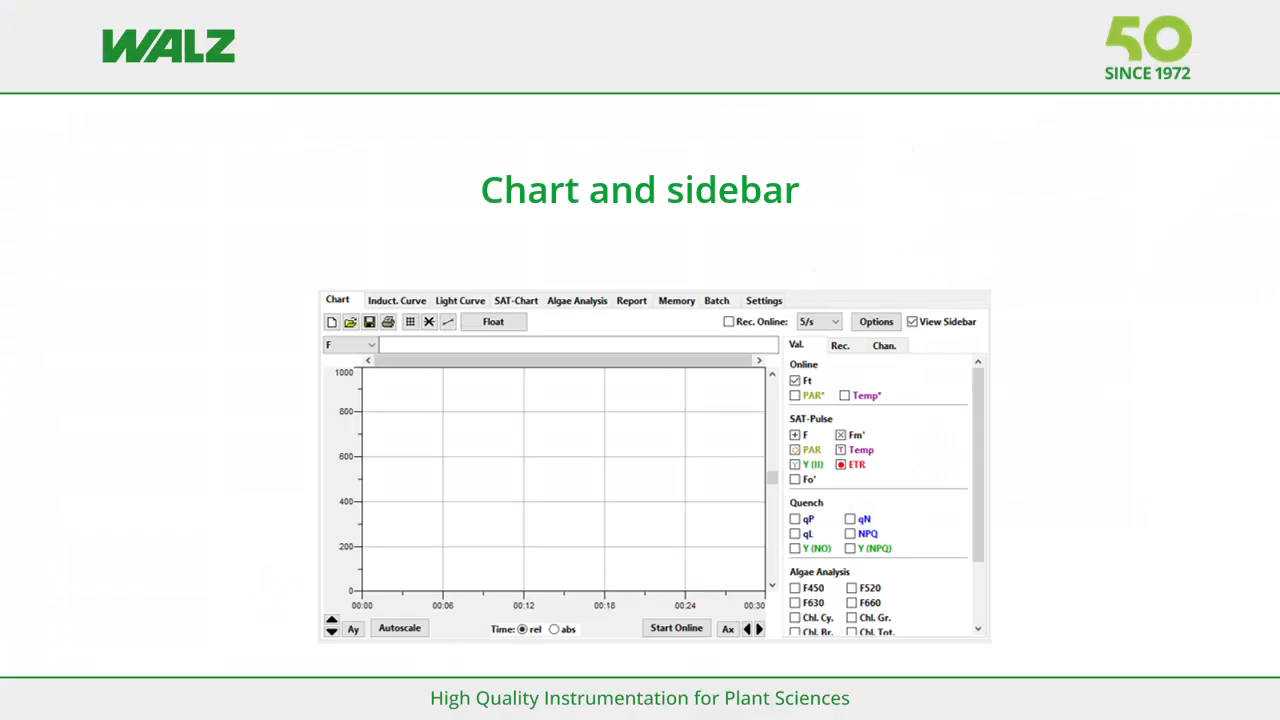 WALZ
50
SINCE 1972
Chart and sidebar
Chart Induct. Curve Light Curve SAT-Chart Algae Analysis Report Memory Batch Settings
Float Rec. Online: 5/s Options View Sidebar
F
Val. Rec. Chan.
Online
Ft
PAR* Temp*
SAT-Pulse
F Fm'
PAR Temp
Y (II) ETR
Fo'
Quench
qP qN
qL NPQ
Y (NO) Y (NPQ)
Algae Analysis
F450 F520
F630 F660
Chl. Cy. Chl. Gr.
Chl. Br. Chl. Tot.
1000
800
600
400
200
0
00:00 00:06 00:12 00:18 00:24 00:30
Ay Autoscale Time: rel abs Start Online Ax
High Quality Instrumentation for Plant Sciences